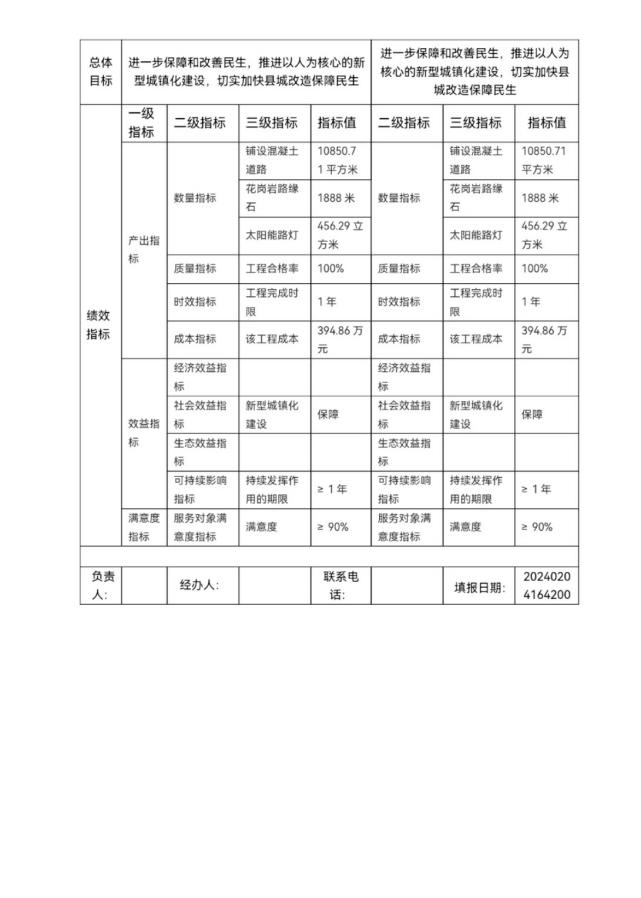 总体
目标
进一步保障和改善民生，推进以人为核心的新
型城镇化建设，切实加快县城改造保障民生
进一步保障和改善民生，推进以人为
核心的新型城镇化建设，切实加快县
城改造保障民生
绩效
指标
一级
指标
二级指标
三级指标
指标值
二级指标
三级指标
指标值
产出指
标
数量指标
铺设混凝土
道路
10850.7
1 平方米
数量指标
铺设混凝土
道路
10850.71
平方米
花岗岩路缘
石
1888 米
花岗岩路缘
石
1888 米
太阳能路灯
456.29 立
方米
太阳能路灯
456.29 立
方米
质量指标
工程合格率
100%
质量指标
工程合格率
100%
时效指标
工程完成时
限
1 年
时效指标
工程完成时
限
1 年
成本指标
该工程成本
394.86 万
元
成本指标
该工程成本
394.86 万
元
效益指
标
经济效益指
标
经济效益指
标
社会效益指
标
新型城镇化
建设
保障
社会效益指
标
新型城镇化
建设
保障
生态效益指
标
生态效益指
标
可持续影响
指标
持续发挥作
用的期限
≥ 1 年
可持续影响
指标
持续发挥作
用的期限
≥ 1 年
满意度
指标
服务对象满
意度指标
满意度
≥ 90%
服务对象满
意度指标
满意度
≥ 90%
负责
人：
经办人：
联系电
话：
填报日期：
2024020
4164200